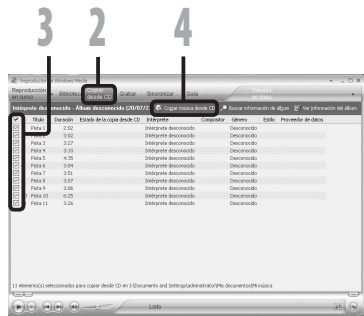 3 2 4
Reproductor de Windows Media
Reproducción en curso Biblioteca Copiar desde CD Grabar Sincronizar Guía Tiendas en línea
Intérprete desconocido - Álbum desconocido (20/07/2 Copiar música desde CD Buscar información de álbum Ver información del álbum
Título Duración Estado de la copia desde CD Intérprete Compositor Género Estilo Proveedor de datos
Pista 1 2:02 Intérprete desconocido Desconocido
Pista 2 3:02 Intérprete desconocido Desconocido
Pista 3 3:27 Intérprete desconocido Desconocido
Pista 4 3:10 Intérprete desconocido Desconocido
Pista 5 4:35 Intérprete desconocido Desconocido
Pista 6 3:04 Intérprete desconocido Desconocido
Pista 7 3:51 Intérprete desconocido Desconocido
Pista 8 3:07 Intérprete desconocido Desconocido
Pista 9 3:06 Intérprete desconocido Desconocido
Pista 10 6:25 Intérprete desconocido Desconocido
Pista 11 3:26 Intérprete desconocido Desconocido
11 elemento(s) seleccionados para copiar desde CD en I:\Documents and Settings\administrator\Mis documentos\Mi música
Listo